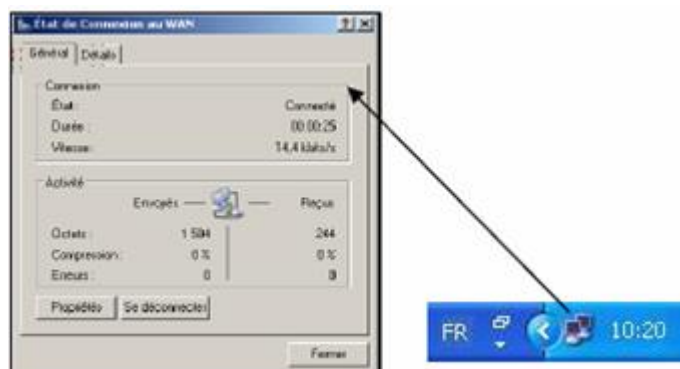 État de Connexion au WAN
Général Détails
Connexion
État Connecté
Durée : 00:00:25
Vitesse : 14,4 kbits/s
Activité
Envoyés — — Reçus
Octets : 1 594 244
Compression : 0 % 0 %
Erreurs : 0 0
Propriétés Se déconnecter
Fermer
FR 10:20